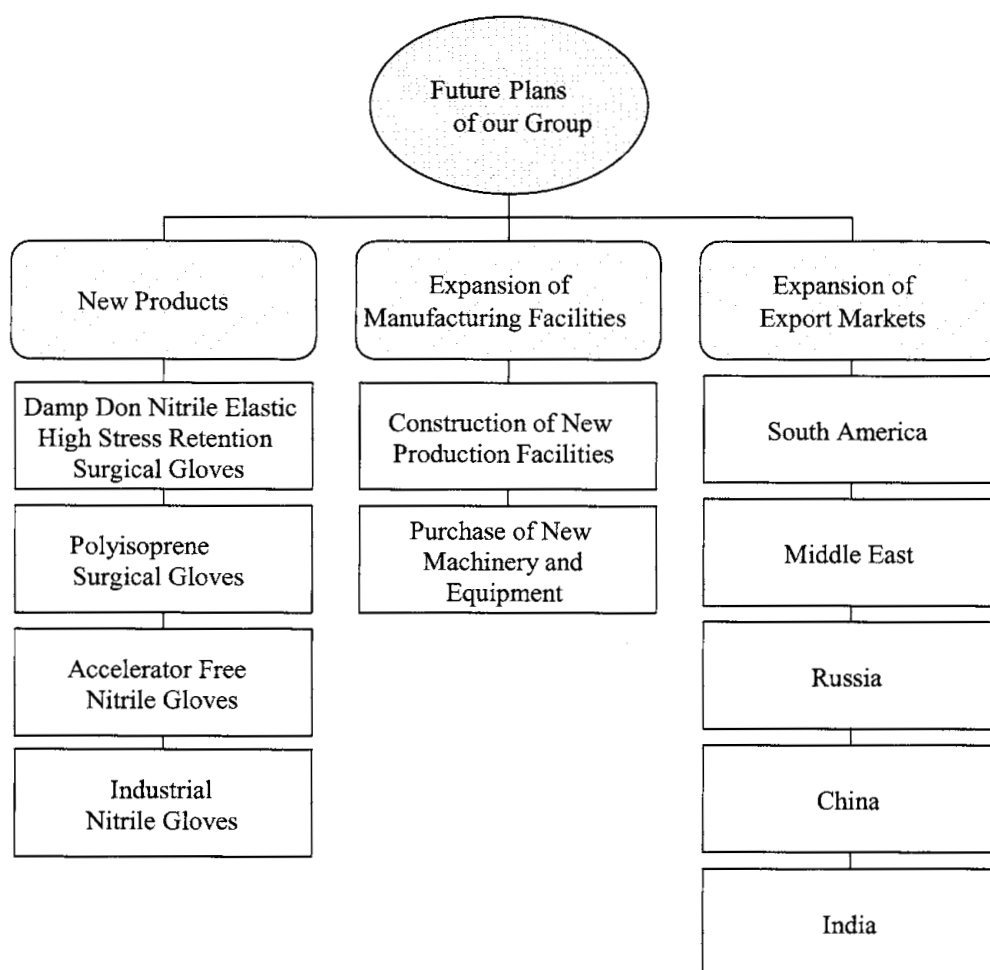 Future Plans
of our Group
New Products
Expansion of
Manufacturing Facilities
Expansion of
Export Markets
Damp Don Nitrile Elastic
High Stress Retention
Surgical Gloves
Polyisoprene
Surgical Gloves
Accelerator Free
Nitrile Gloves
Industrial
Nitrile Gloves
Construction of New
Production Facilities
Purchase of New
Machinery and
Equipment
South America
Middle East
Russia
China
India